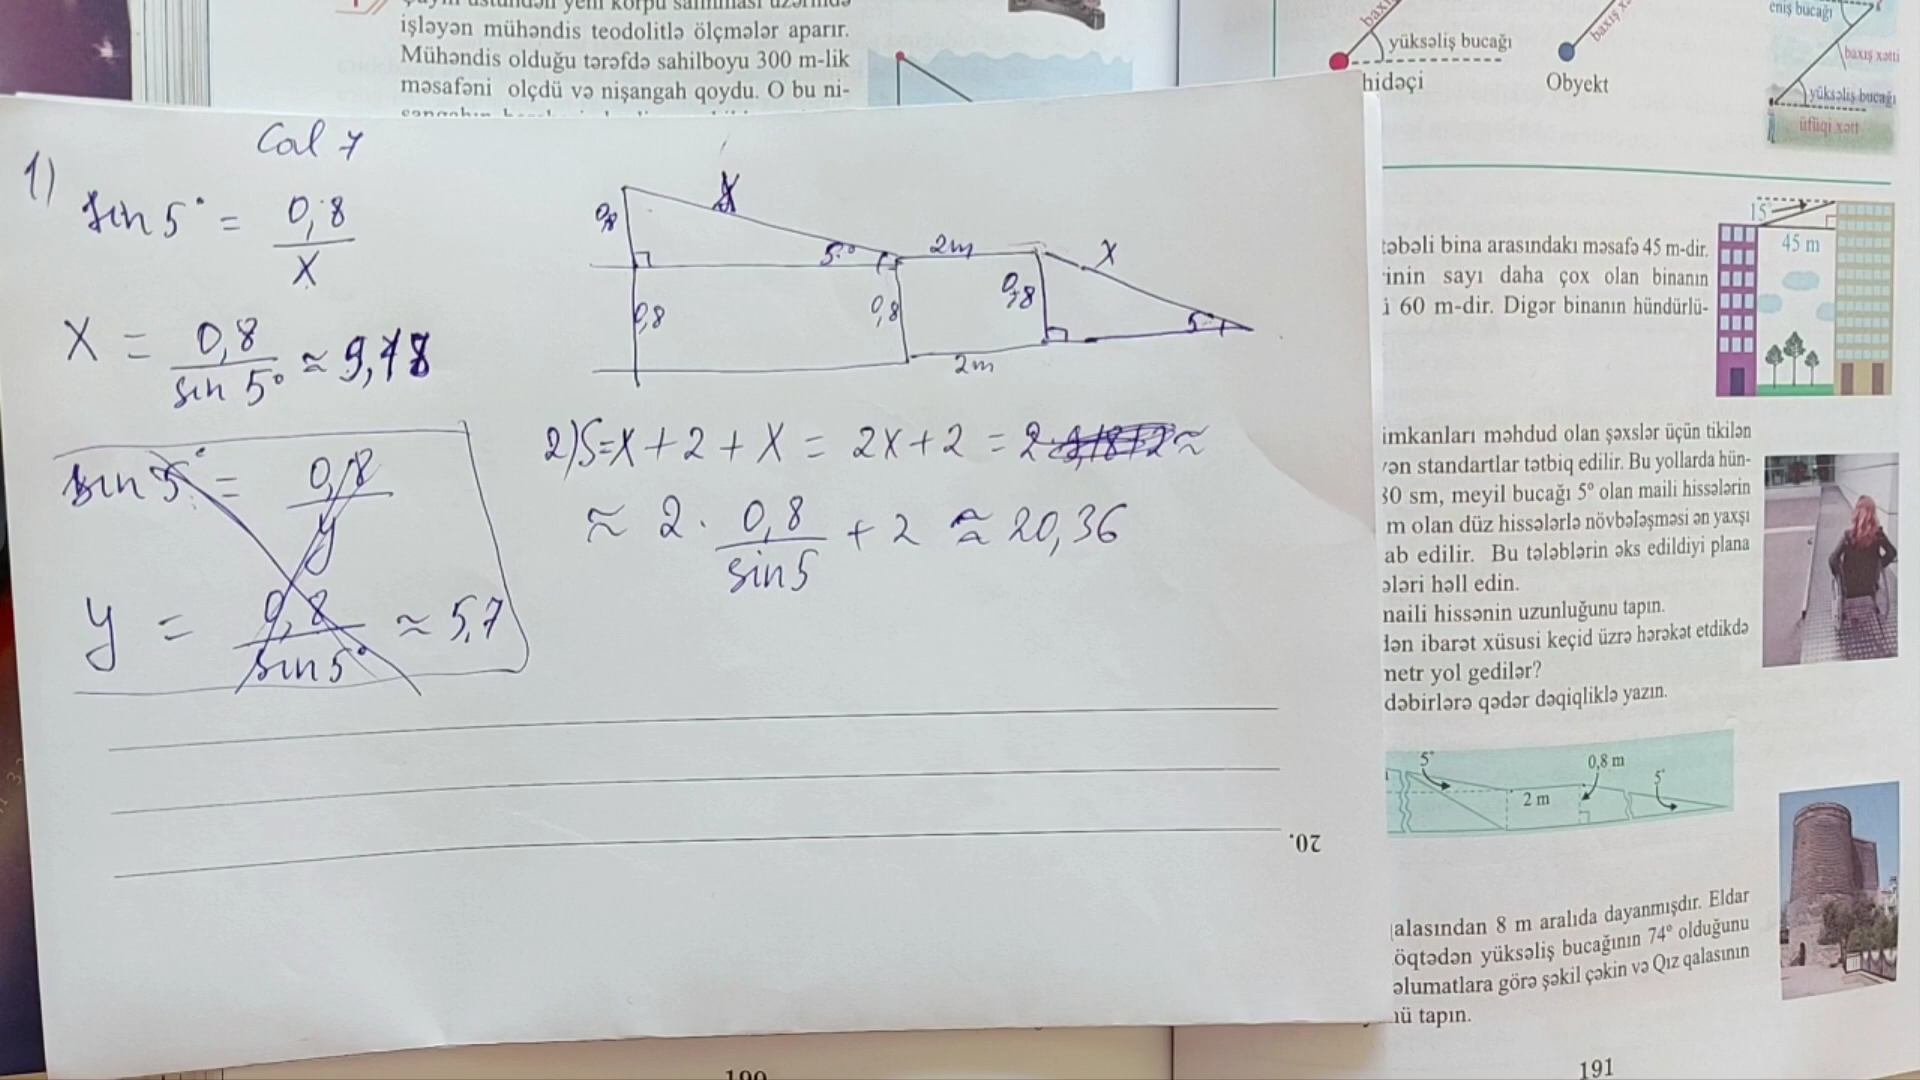 işləyən mühəndis teodolitlə ölçmələr aparır.
Mühəndis olduğu tərəfdə sahilboyu 300 m-lik
məsafəni olçdü və nişangah qoydu. O bu ni-
yüksəliş bucağı
hidəçi
Obyekt
eniş bucağı
baxış xətti
yüksəliş bucağı
üfüqi xətt
Çal 7
1)
sin 5° = 0,8 / X
X = 0,8 / sin 5° ≈ 9,18
sin 5° = 0,8 / y
y = 0,8 / sin 5° ≈ 5,7
0,8
X
5°
2m
X
0,8
0,8
0,8
5°
2m
2) S = X + 2 + X = 2X + 2 = 2 ≈
≈ 2 · 0,8 / sin 5 + 2 ≈ 20,36
20.
15°
45 m
təbəli bina arasındakı məsafə 45 m-dir.
inin sayı daha çox olan binanın
i 60 m-dir. Digər binanın hündürlü-
imkanları məhdud olan şəxslər üçün tikilən
ən standartlar tətbiq edilir. Bu yollarda hün-
30 sm, meyil bucağı 5° olan maili hissələrin
m olan düz hissələrlə növbələşməsi ən yaxşı
ab edilir. Bu tələblərin əks edildiyi plana
ələri həll edin.
maili hissənin uzunluğunu tapın.
dən ibarət xüsusi keçid üzrə hərəkət etdikdə
netr yol gedilər?
dəbirlərə qədər dəqiqliklə yazın.
5°
0,8 m
2 m
5°
alasından 8 m aralıda dayanmışdır. Eldar
öqtədən yüksəliş bucağının 74° olduğunu
əlumatlara görə şəkil çəkin və Qız qalasının
nü tapın.
190
191